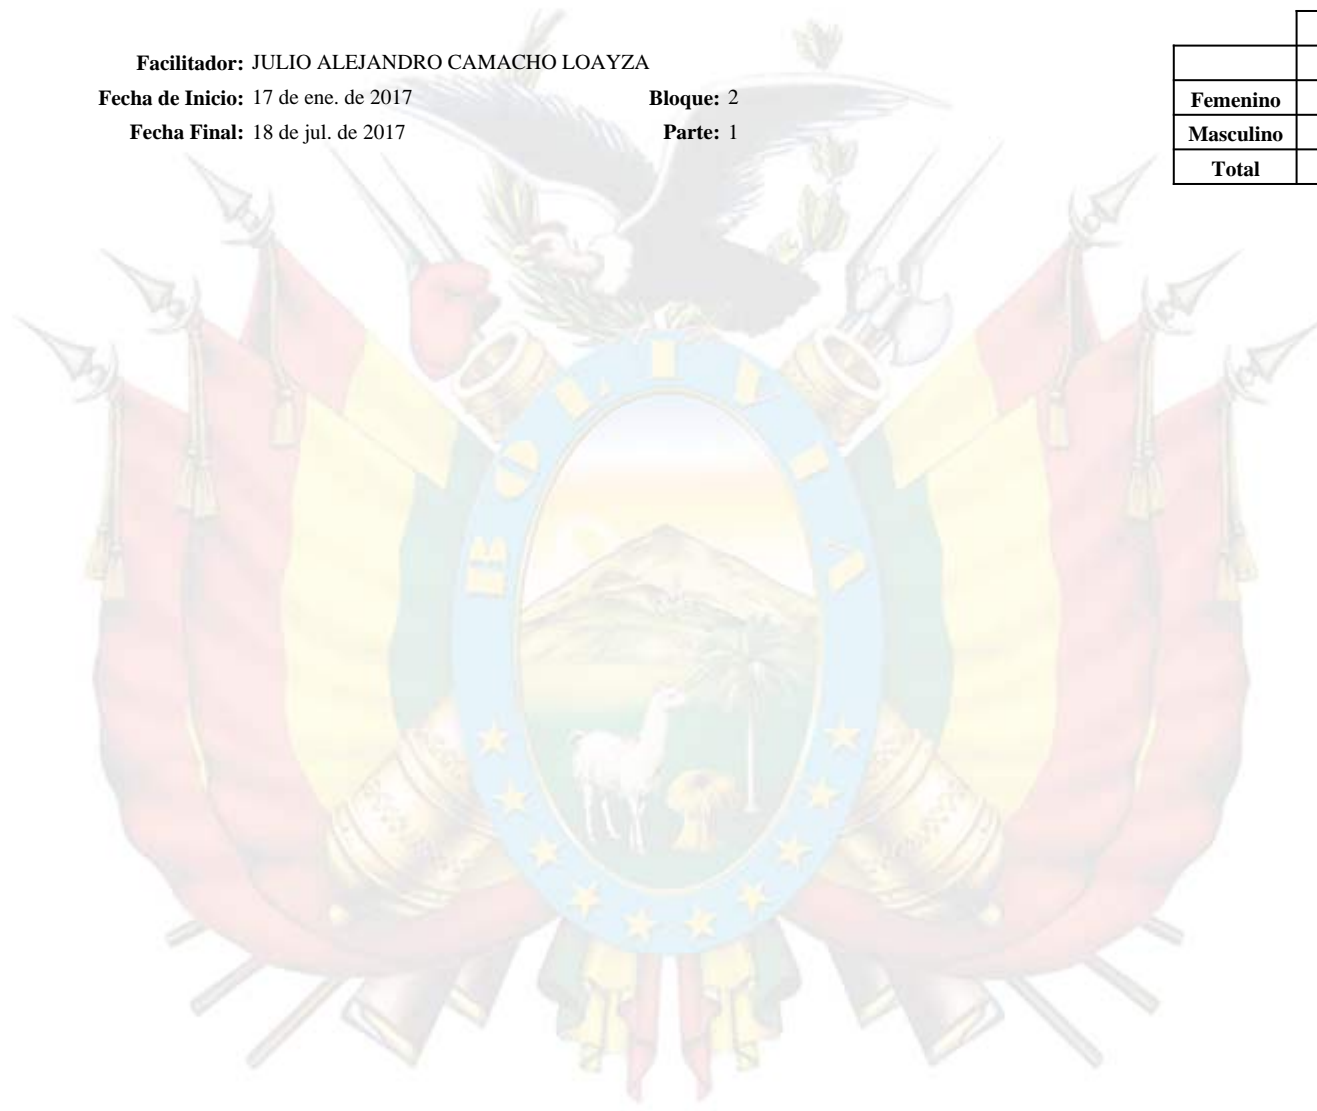 Facilitador: JULIO ALEJANDRO CAMACHO LOAYZA
Fecha de Inicio: 17 de ene. de 2017 Bloque: 2
Fecha Final: 18 de jul. de 2017 Parte: 1
Femenino
Masculino
Total
BOLIVIA